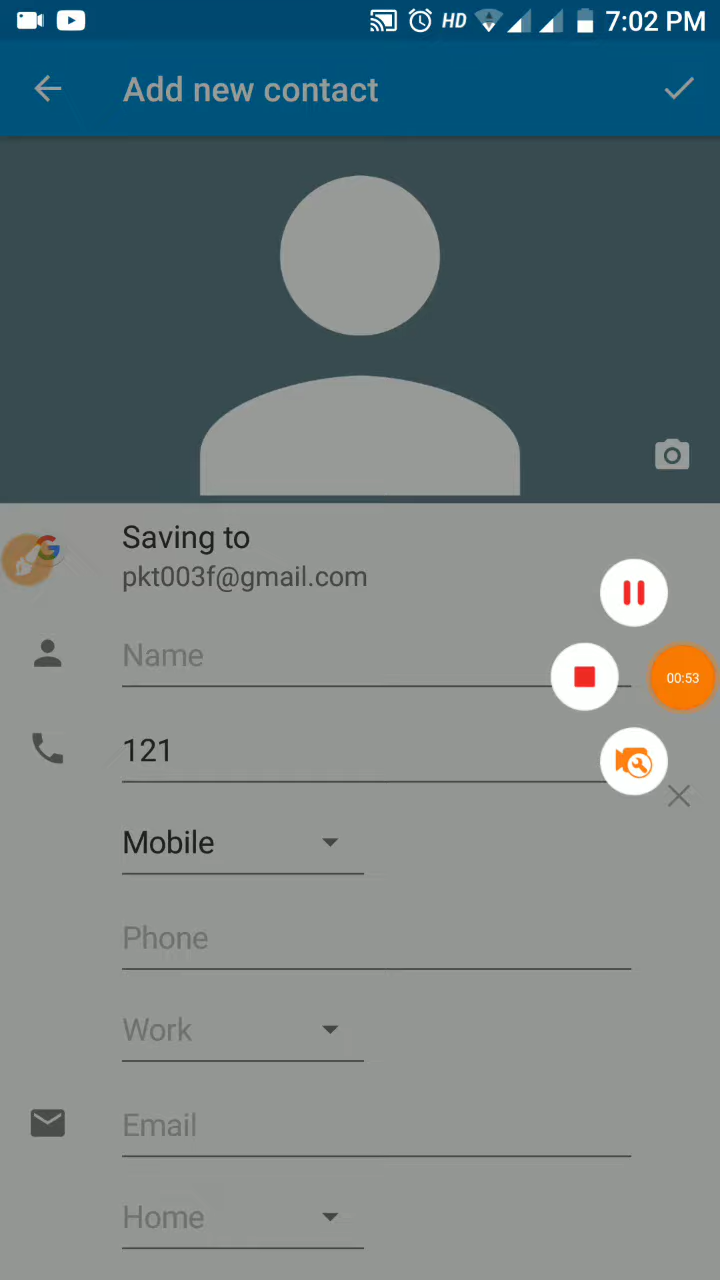 HD 7:02 PM
Add new contact
Saving to
pkt003f@gmail.com
Name
00:53
121
Mobile
Phone
Work
Email
Home